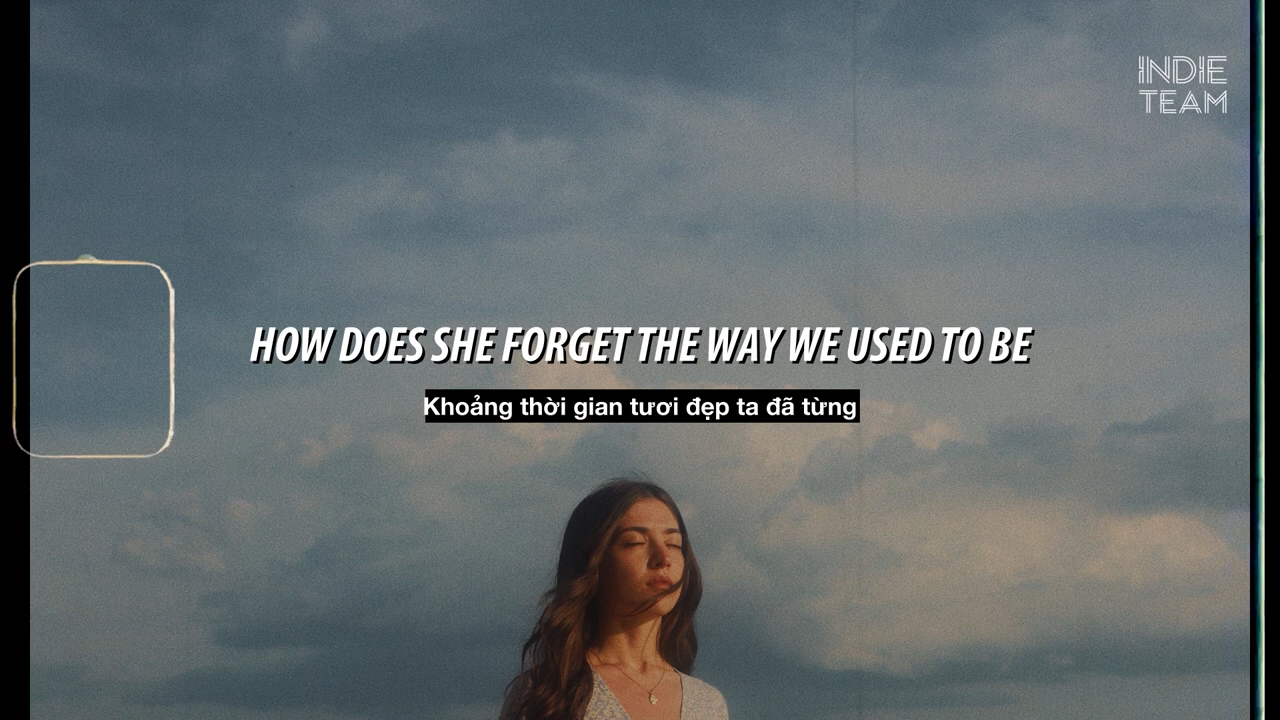 INDIE
TEAM
HOW DOES SHE FORGET THE WAY WE USED TO BE
Khoảng thời gian tươi đẹp ta đã từng